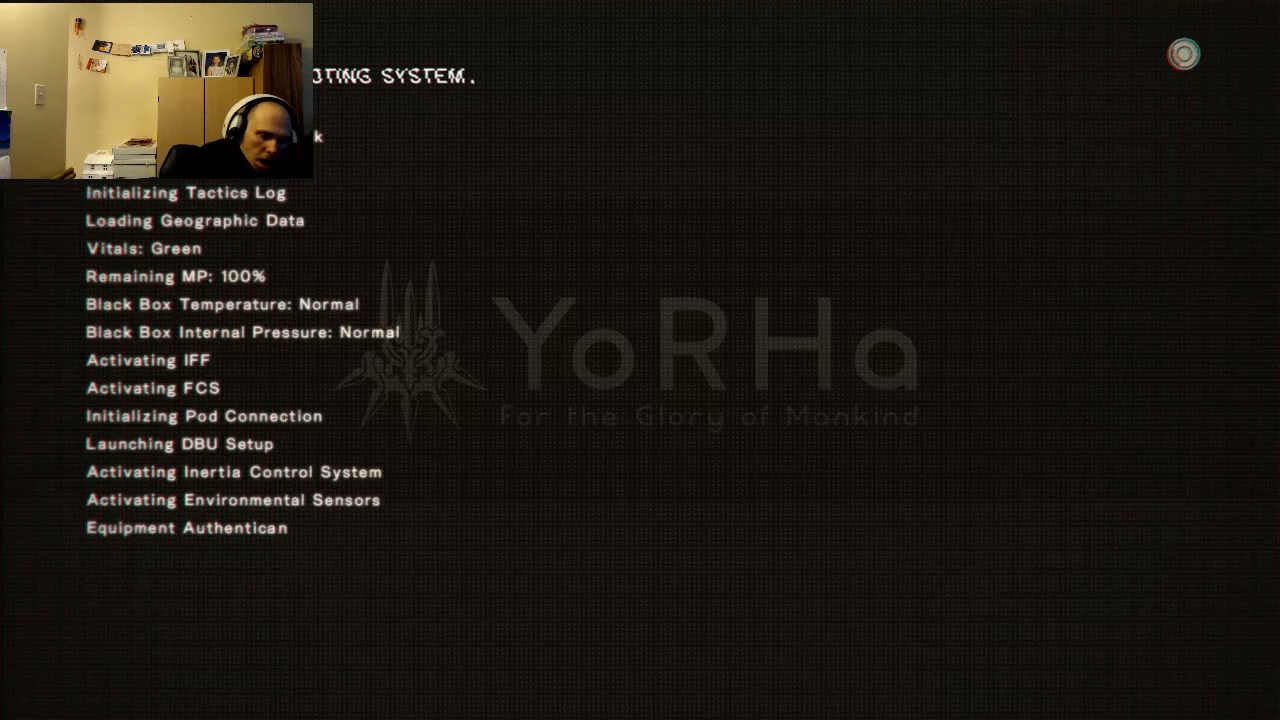 SYSTEM.
Initializing Tactics Log
Loading Geographic Data
Vitals: Green
Remaining MP: 100%
Black Box Temperature: Normal
Black Box Internal Pressure: Normal
Activating IFF
Activating FCS
Initializing Pod Connection
Launching DBU Setup
Activating Inertia Control System
Activating Environmental Sensors
Equipment Authentican
YoRHa
For the Glory of Mankind